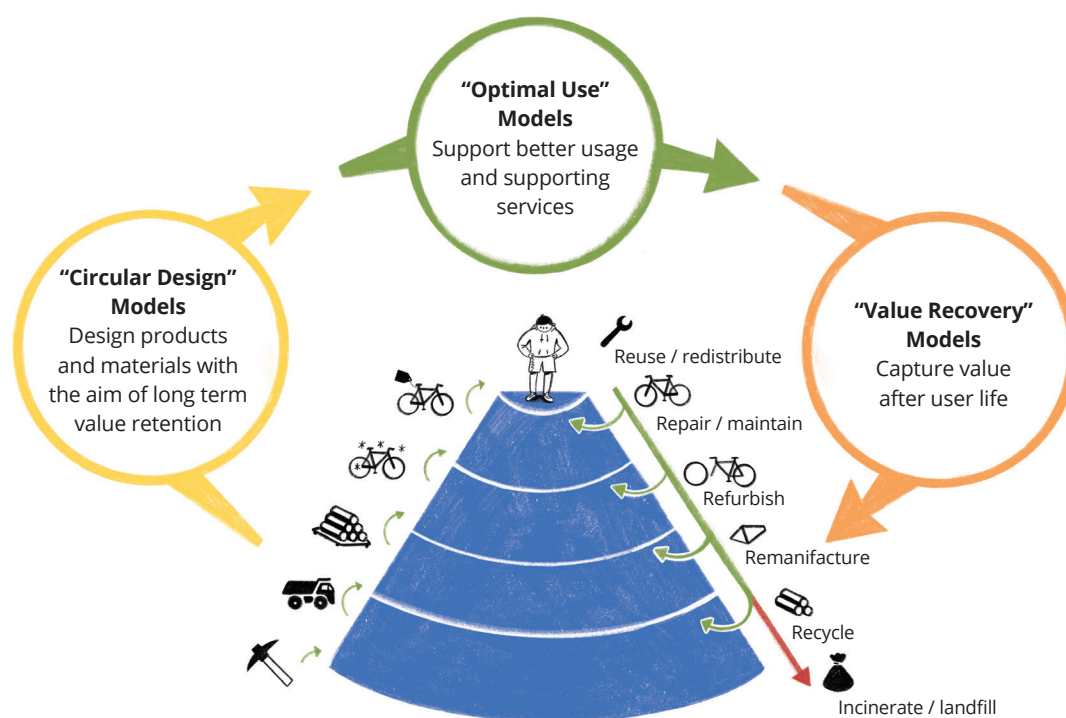 “Optimal Use”
Models
Support better usage
and supporting
services
“Circular Design”
Models
Design products
and materials with
the aim of long term
value retention
“Value Recovery”
Models
Capture value
after user life
Reuse / redistribute
Repair / maintain
Refurbish
Remanifacture
Recycle
Incinerate / landfill